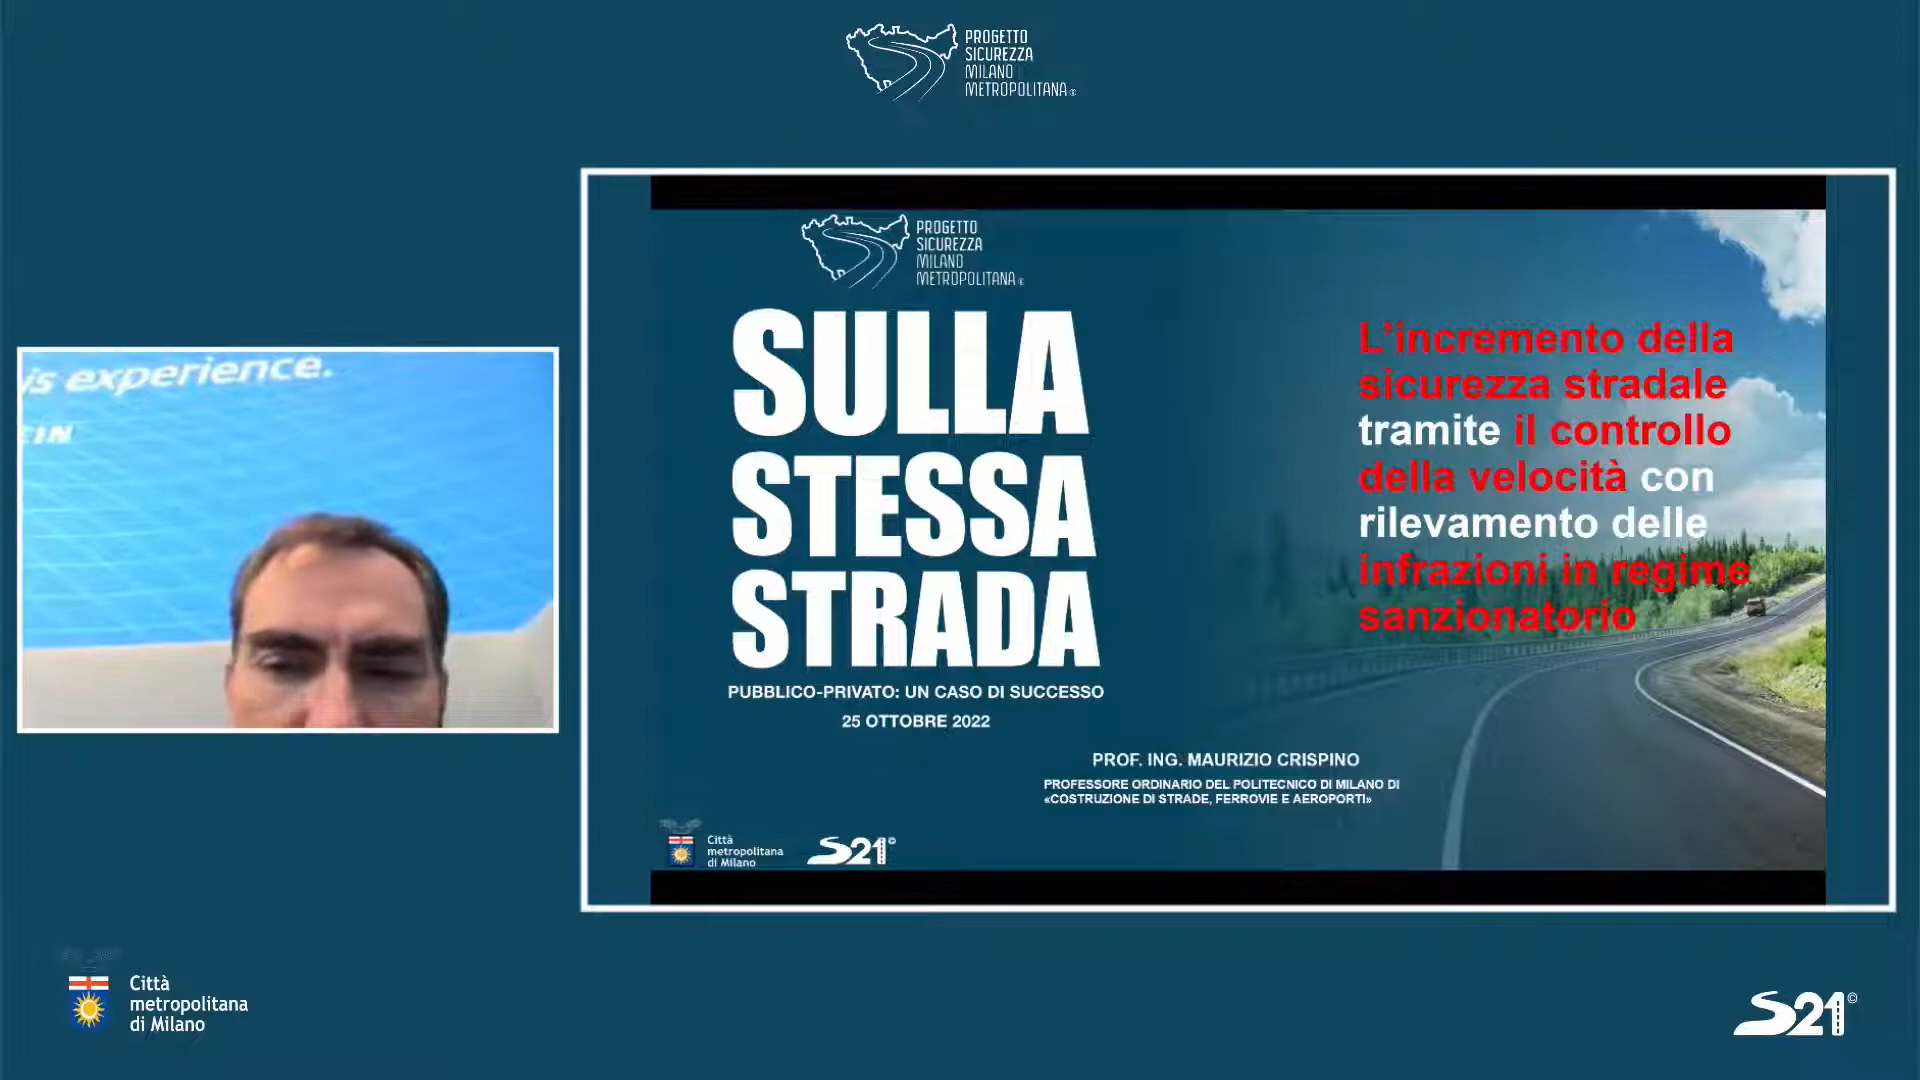 PROGETTO
SICUREZZA
MILANO
METROPOLITANA®
is experience.
EIN
PROGETTO
SICUREZZA
MILANO
METROPOLITANA®
SULLA
STESSA
STRADA
PUBBLICO-PRIVATO: UN CASO DI SUCCESSO
25 OTTOBRE 2022
L'incremento della
sicurezza stradale
tramite il controllo
della velocità con
rilevamento delle
infrazioni in regime
sanzionatorio
PROF. ING. MAURIZIO CRISPINO
PROFESSORE ORDINARIO DEL POLITECNICO DI MILANO DI
«COSTRUZIONE DI STRADE, FERROVIE E AEROPORTI»
Città
metropolitana
di Milano
S21©
Città
metropolitana
di Milano
S21©